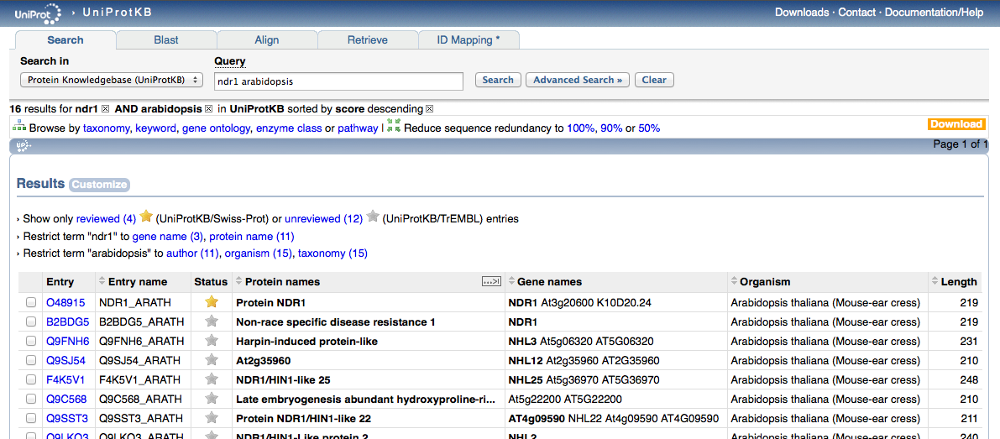 UniProt › UniProtKB Downloads · Contact · Documentation/Help
Search Blast Align Retrieve ID Mapping *
Search in Query
Protein Knowledgebase (UniProtKB) ndr1 arabidopsis Search Advanced Search » Clear
16 results for ndr1 AND arabidopsis in UniProtKB sorted by score descending
Browse by taxonomy, keyword, gene ontology, enzyme class or pathway | Reduce sequence redundancy to 100%, 90% or 50% Download
Page 1 of 1
Results Customize
› Show only reviewed (4) (UniProtKB/Swiss-Prot) or unreviewed (12) (UniProtKB/TrEMBL) entries
› Restrict term "ndr1" to gene name (3), protein name (11)
› Restrict term "arabidopsis" to author (11), organism (15), taxonomy (15)
Entry Entry name Status Protein names Gene names Organism Length
O48915 NDR1_ARATH Protein NDR1 NDR1 At3g20600 K10D20.24 Arabidopsis thaliana (Mouse-ear cress) 219
B2BDG5 B2BDG5_ARATH Non-race specific disease resistance 1 NDR1 Arabidopsis thaliana (Mouse-ear cress) 219
Q9FNH6 Q9FNH6_ARATH Harpin-induced protein-like NHL3 At5g06320 AT5G06320 Arabidopsis thaliana (Mouse-ear cress) 231
Q9SJ54 Q9SJ54_ARATH At2g35960 NHL12 At2g35960 AT2G35960 Arabidopsis thaliana (Mouse-ear cress) 210
F4K5V1 F4K5V1_ARATH NDR1/HIN1-like 25 NHL25 At5g36970 AT5G36970 Arabidopsis thaliana (Mouse-ear cress) 248
Q9C568 Q9C568_ARATH Late embryogenesis abundant hydroxyproline-ri... At5g22200 AT5G22200 Arabidopsis thaliana (Mouse-ear cress) 210
Q9SST3 Q9SST3_ARATH Protein NDR1/HIN1-like 22 AT4g09590 NHL22 At4g09590 AT4G09590 Arabidopsis thaliana (Mouse-ear cress) 211
NDR1/HIN1-Like protein 2 NHL2 Arabidopsis thaliana (Mouse-ear cress) 240